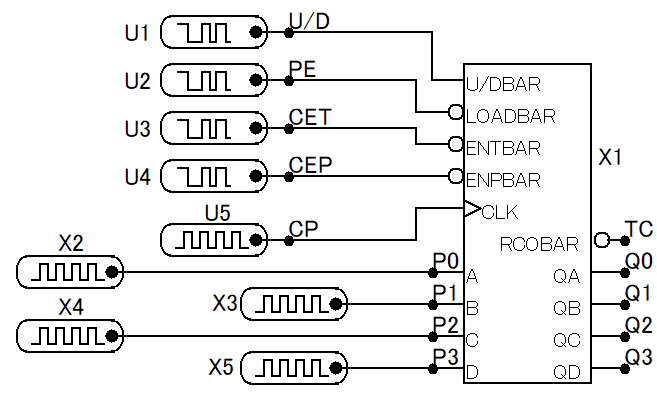 U1 U/D
U2 PE U/DBAR
U3 CET LOADBAR
ENTBAR X1
U4 CEP ENPBAR
U5 CLK
CP RCOBAR TC
X2 P0 A QA Q0
X3 P1 B QB Q1
X4 P2 C QC Q2
X5 P3 D QD Q3